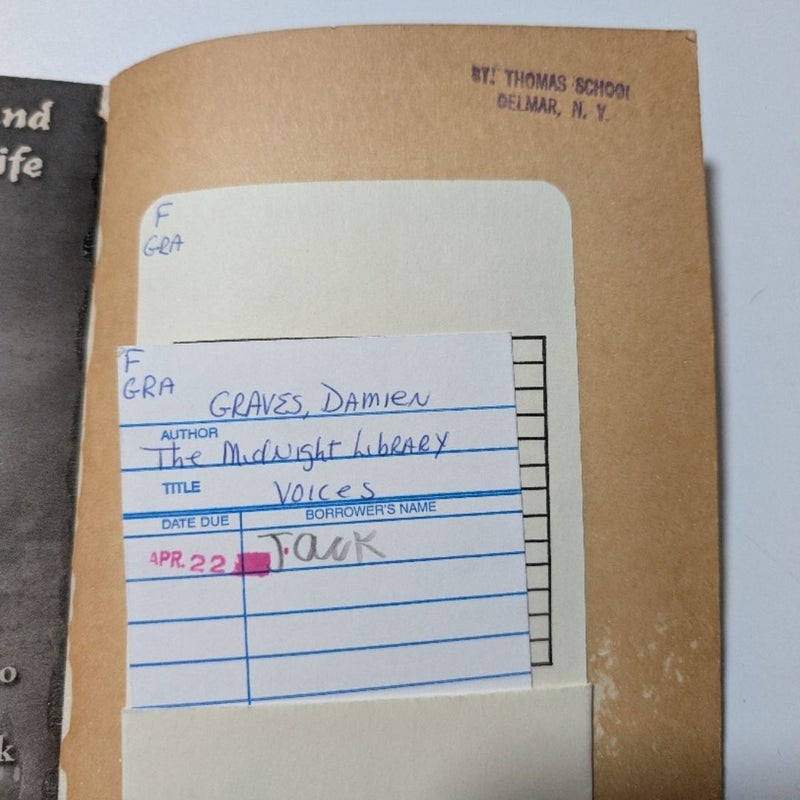 nd
ife
o
k
ST. THOMAS SCHOOL
DELMAR, N. Y.
F
GRA
F
GRA
GRAVES, DAMIEN
AUTHOR
The MidNight LibRARY
TITLE
VOICES
DATE DUE
BORROWER'S NAME
APR. 22
Jack